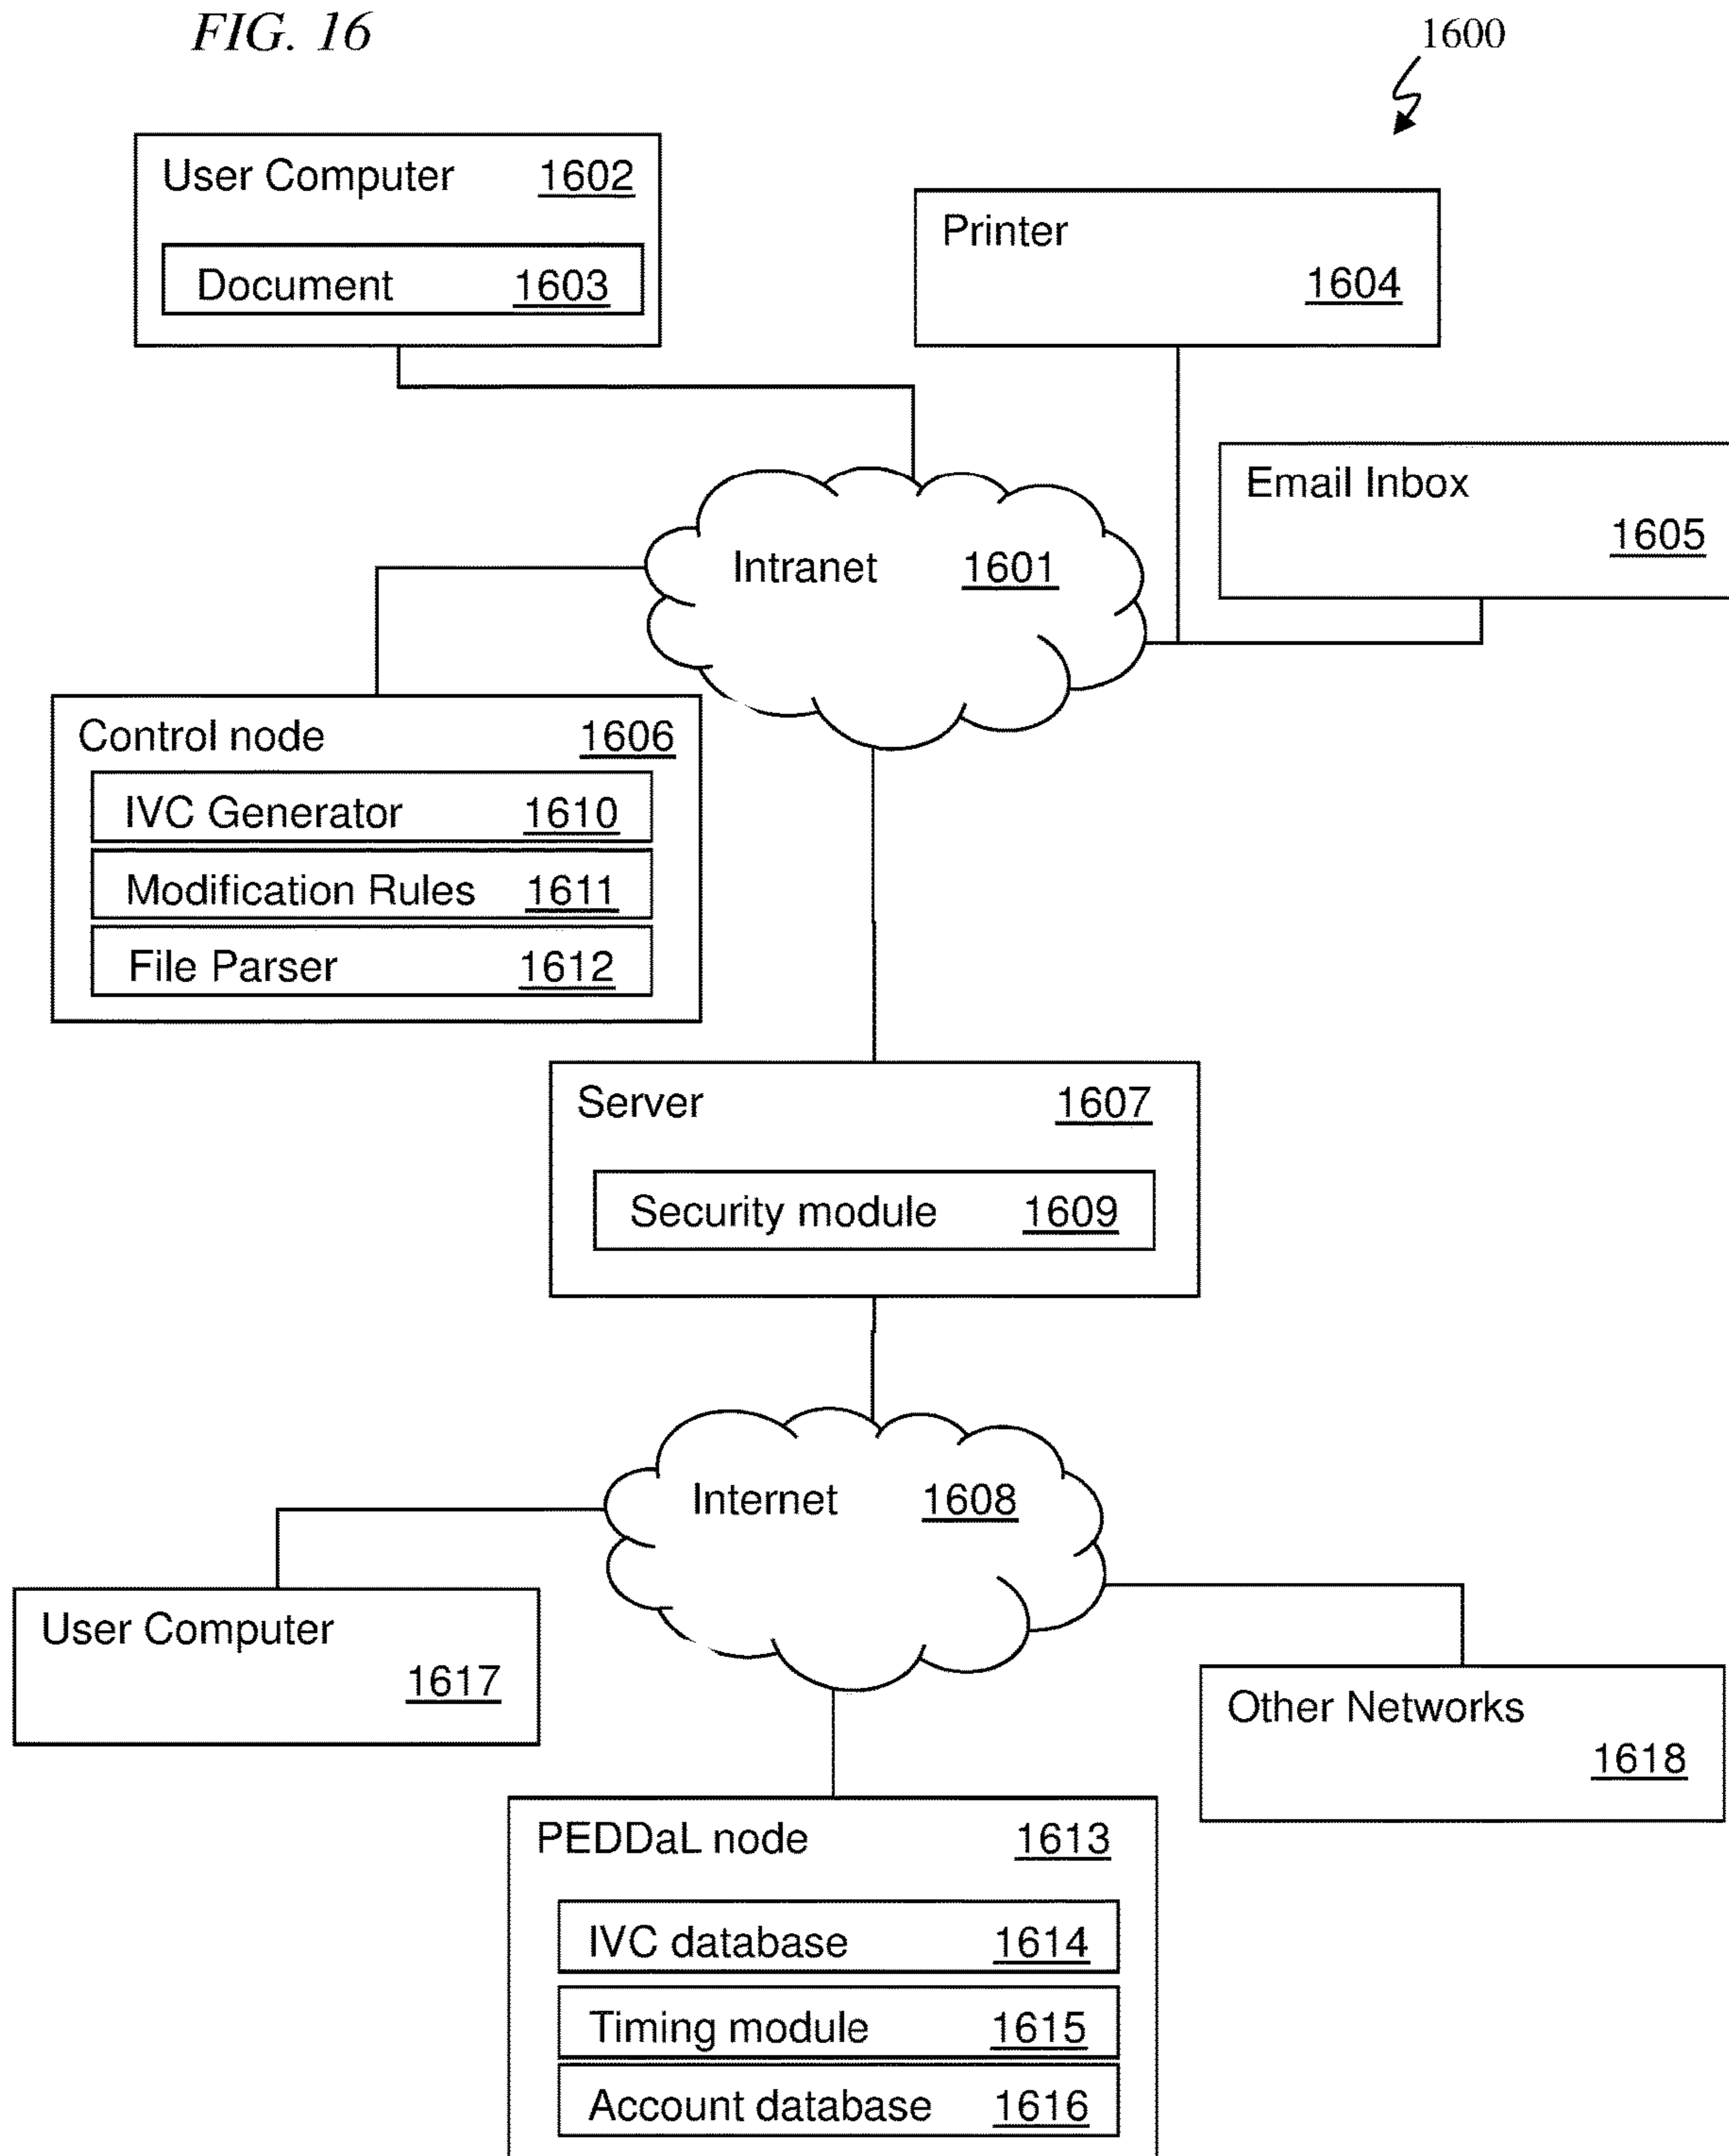 FIG. 16
1600
User Computer 1602
Document 1603
Printer
1604
Email Inbox
1605
Intranet 1601
Control node 1606
IVC Generator 1610
Modification Rules 1611
File Parser 1612
Server 1607
Security module 1609
Internet 1608
User Computer
1617
Other Networks
1618
PEDDaL node 1613
IVC database 1614
Timing module 1615
Account database 1616